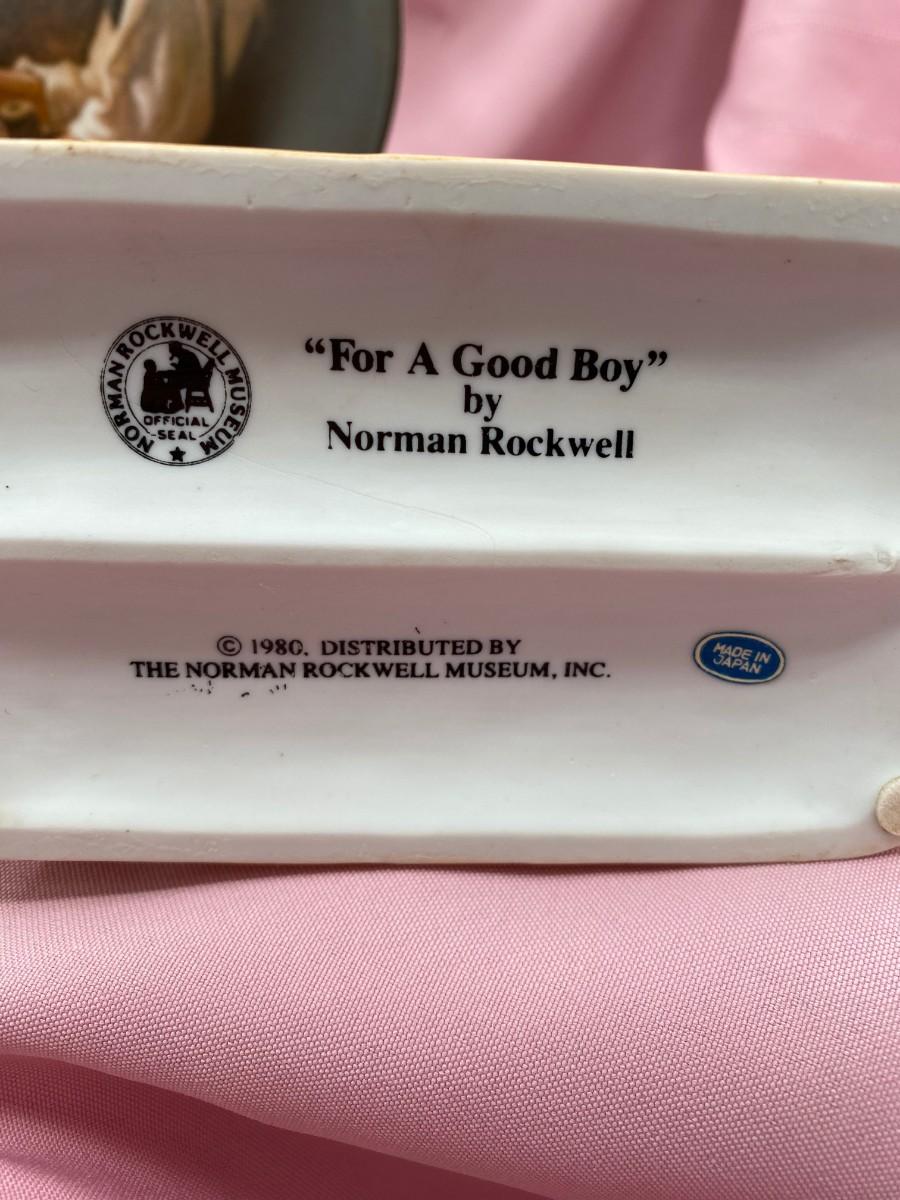 NORMAN ROCKWELL MUSEUM
OFFICIAL
-SEAL-
“For A Good Boy”
by
Norman Rockwell
© 1980. DISTRIBUTED BY
THE NORMAN ROCKWELL MUSEUM, INC.
MADE IN
JAPAN